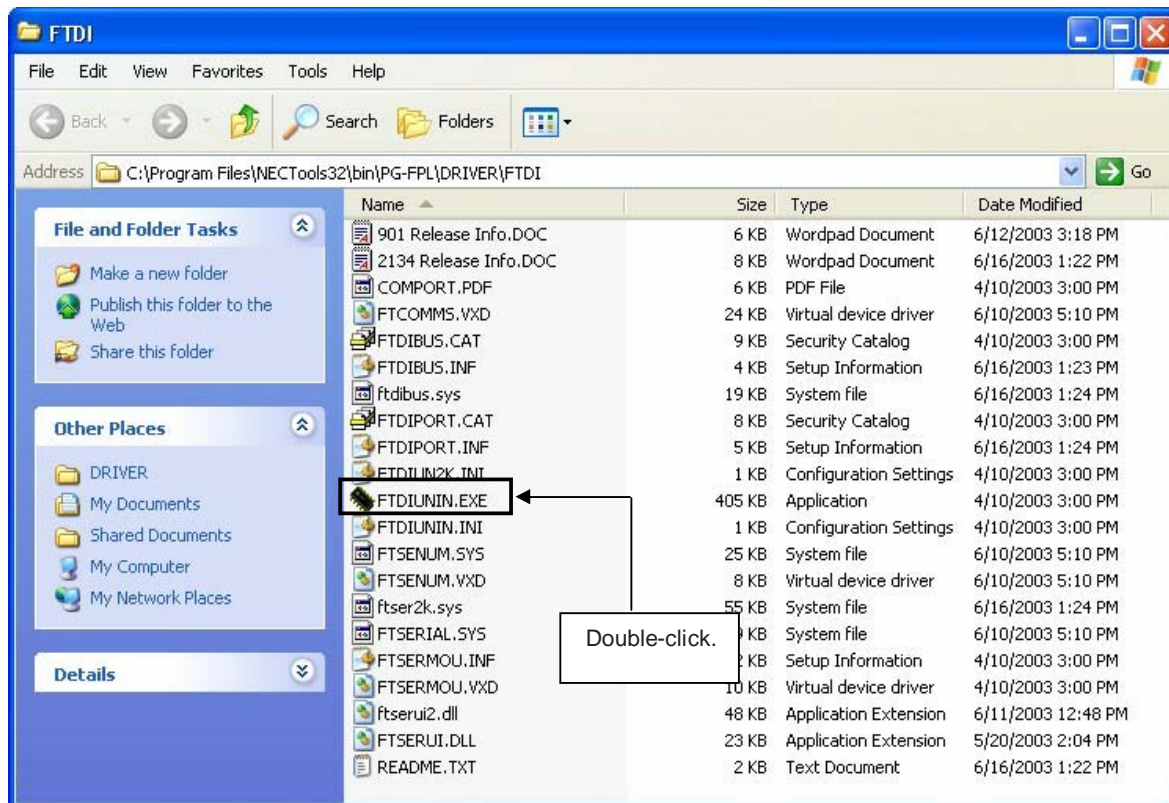 FTDI
File Edit View Favorites Tools Help
Back Search Folders
Address C:\Program Files\NECTools32\bin\PG-FPL\DRIVER\FTDI Go
File and Folder Tasks
Make a new folder
Publish this folder to the
Web
Share this folder
Other Places
DRIVER
My Documents
Shared Documents
My Computer
My Network Places
Details
Name Size Type Date Modified
901 Release Info.DOC 6 KB Wordpad Document 6/12/2003 3:18 PM
2134 Release Info.DOC 8 KB Wordpad Document 6/16/2003 1:22 PM
COMPORT.PDF 6 KB PDF File 4/10/2003 3:00 PM
FTCOMMS.VXD 24 KB Virtual device driver 6/10/2003 5:10 PM
FTDIBUS.CAT 9 KB Security Catalog 4/10/2003 3:00 PM
FTDIBUS.INF 4 KB Setup Information 6/16/2003 1:23 PM
ftdibus.sys 19 KB System file 6/16/2003 1:24 PM
FTDIPORT.CAT 8 KB Security Catalog 4/10/2003 3:00 PM
FTDIPORT.INF 5 KB Setup Information 6/16/2003 1:24 PM
FTDIUN2K.INI 1 KB Configuration Settings 4/10/2003 3:00 PM
FTDIUNIN.EXE 405 KB Application 4/10/2003 3:00 PM
FTDIUNIN.INI 1 KB Configuration Settings 4/10/2003 3:00 PM
FTSENUM.SYS 25 KB System file 6/10/2003 5:10 PM
FTSENUM.VXD 8 KB Virtual device driver 6/10/2003 5:10 PM
ftser2k.sys 55 KB System file 6/16/2003 1:24 PM
FTSERIAL.SYS KB System file 6/10/2003 5:10 PM
Double-click.
FTSERMOU.INF KB Setup Information 4/10/2003 3:00 PM
FTSERMOU.VXD 10 KB Virtual device driver 4/10/2003 3:00 PM
ftserui2.dll 48 KB Application Extension 6/11/2003 12:48 PM
FTSERUI.DLL 23 KB Application Extension 5/20/2003 2:04 PM
README.TXT 2 KB Text Document 6/16/2003 1:22 PM